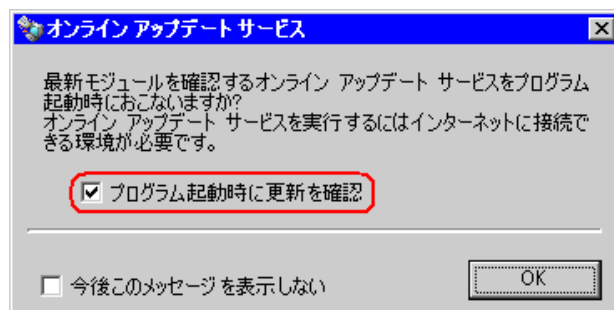 オンライン アップデート サービス
最新モジュールを確認するオンライン アップデート サービスをプログラム
起動時におこないますか?
オンライン アップデート サービスを実行するにはインターネットに接続で
きる環境が必要です。
プログラム起動時に更新を確認
今後このメッセージを表示しない
OK